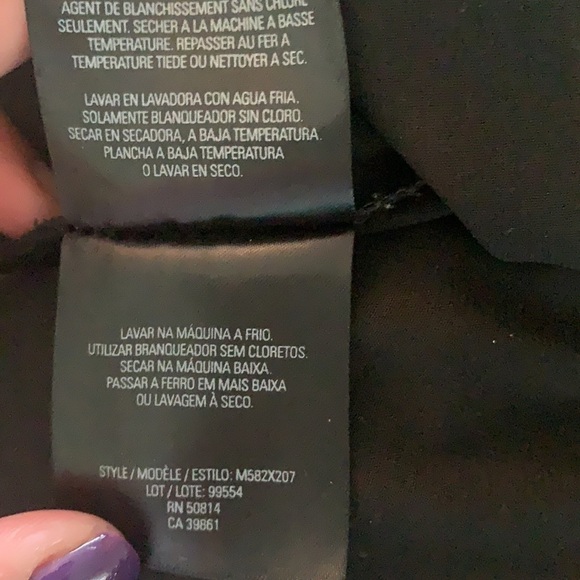 AGENT DE BLANCHISSEMENT SANS CHLORE
SEULEMENT. SECHER A LA MACHINE A BASSE
TEMPERATURE. REPASSER AU FER A
TEMPERATURE TIEDE OU NETTOYER A SEC.
LAVAR EN LAVADORA CON AGUA FRIA.
SOLAMENTE BLANQUEADOR SIN CLORO.
SECAR EN SECADORA, A BAJA TEMPERATURA.
PLANCHA A BAJA TEMPERATURA
O LAVAR EN SECO.
LAVAR NA MÁQUINA A FRIO.
UTILIZAR BRANQUEADOR SEM CLORETOS.
SECAR NA MÁQUINA BAIXA.
PASSAR A FERRO EM MAIS BAIXA
OU LAVAGEM À SECO.
STYLE / MODÈLE / ESTILO: M582X207
LOT / LOTE: 99554
RN 50814
CA 39861